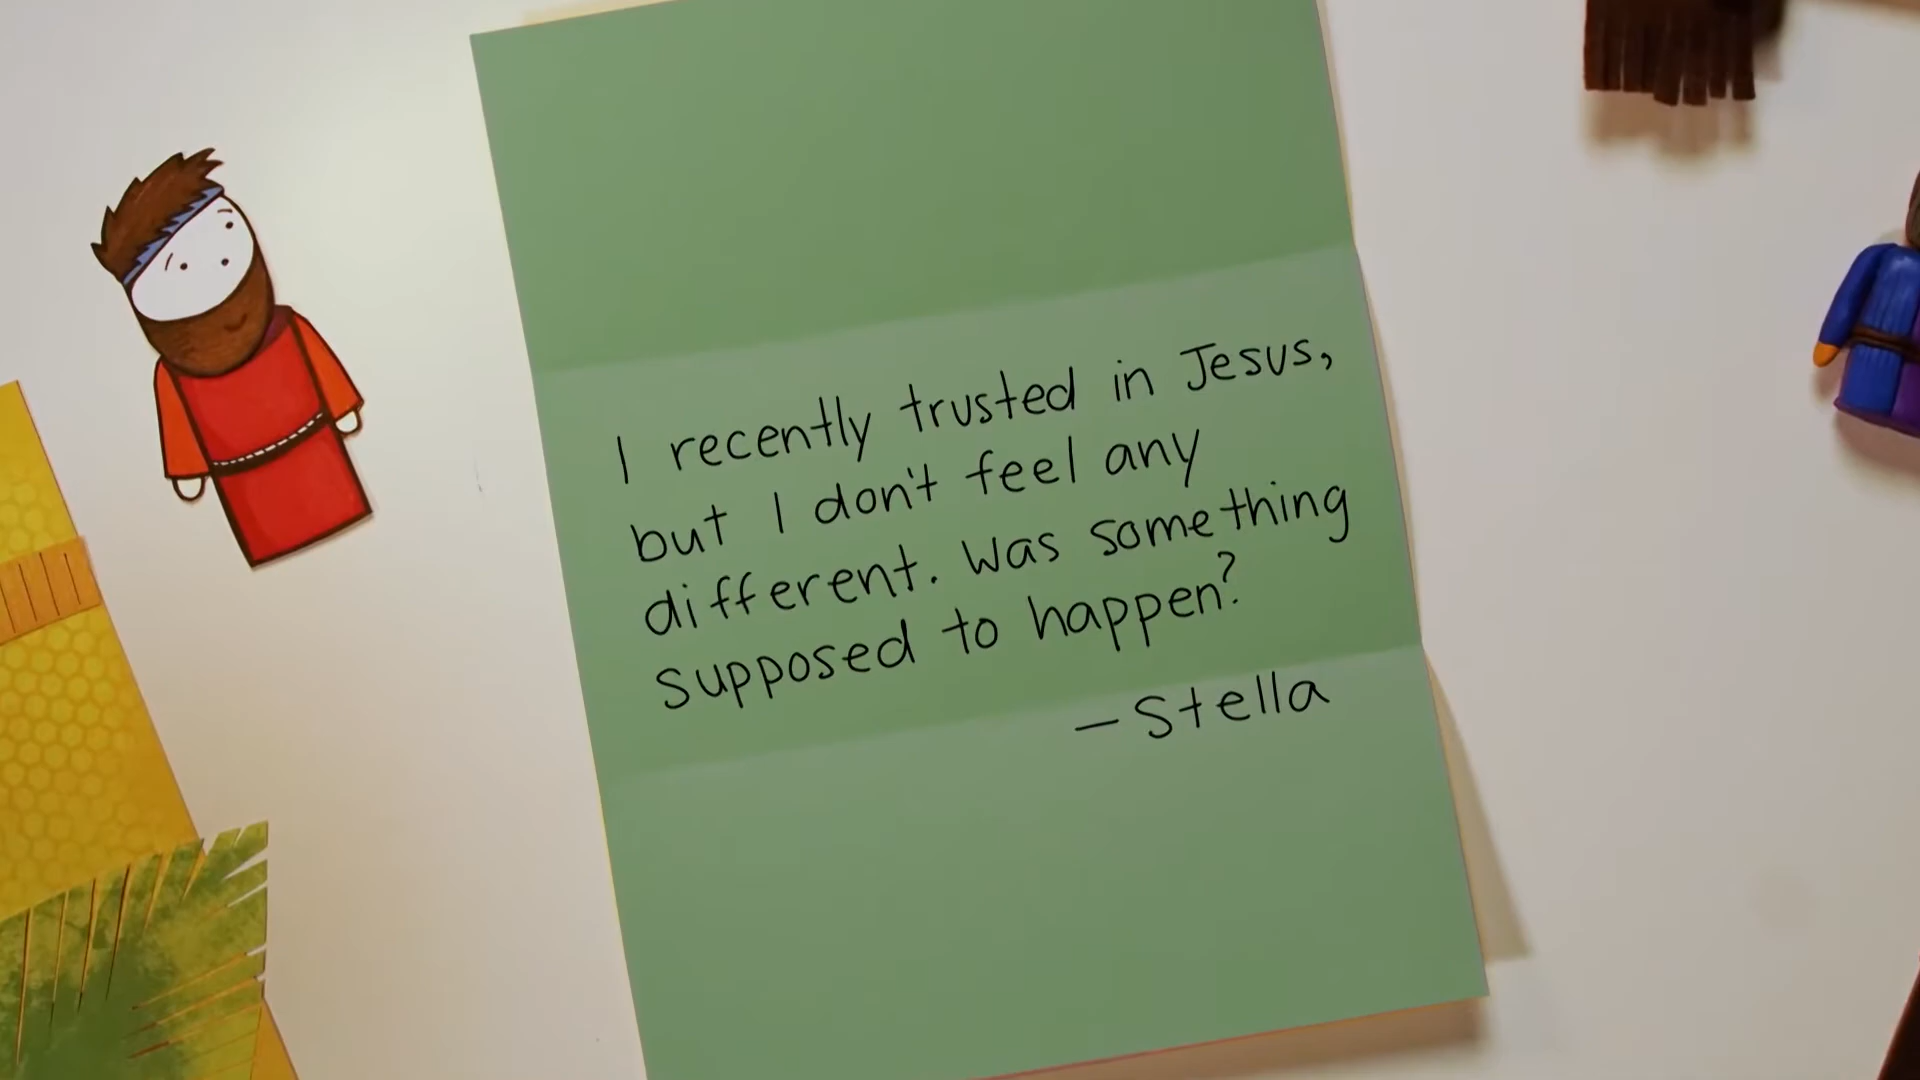 I recently trusted in Jesus,
but I don't feel any
different. Was something
supposed to happen?
— Stella